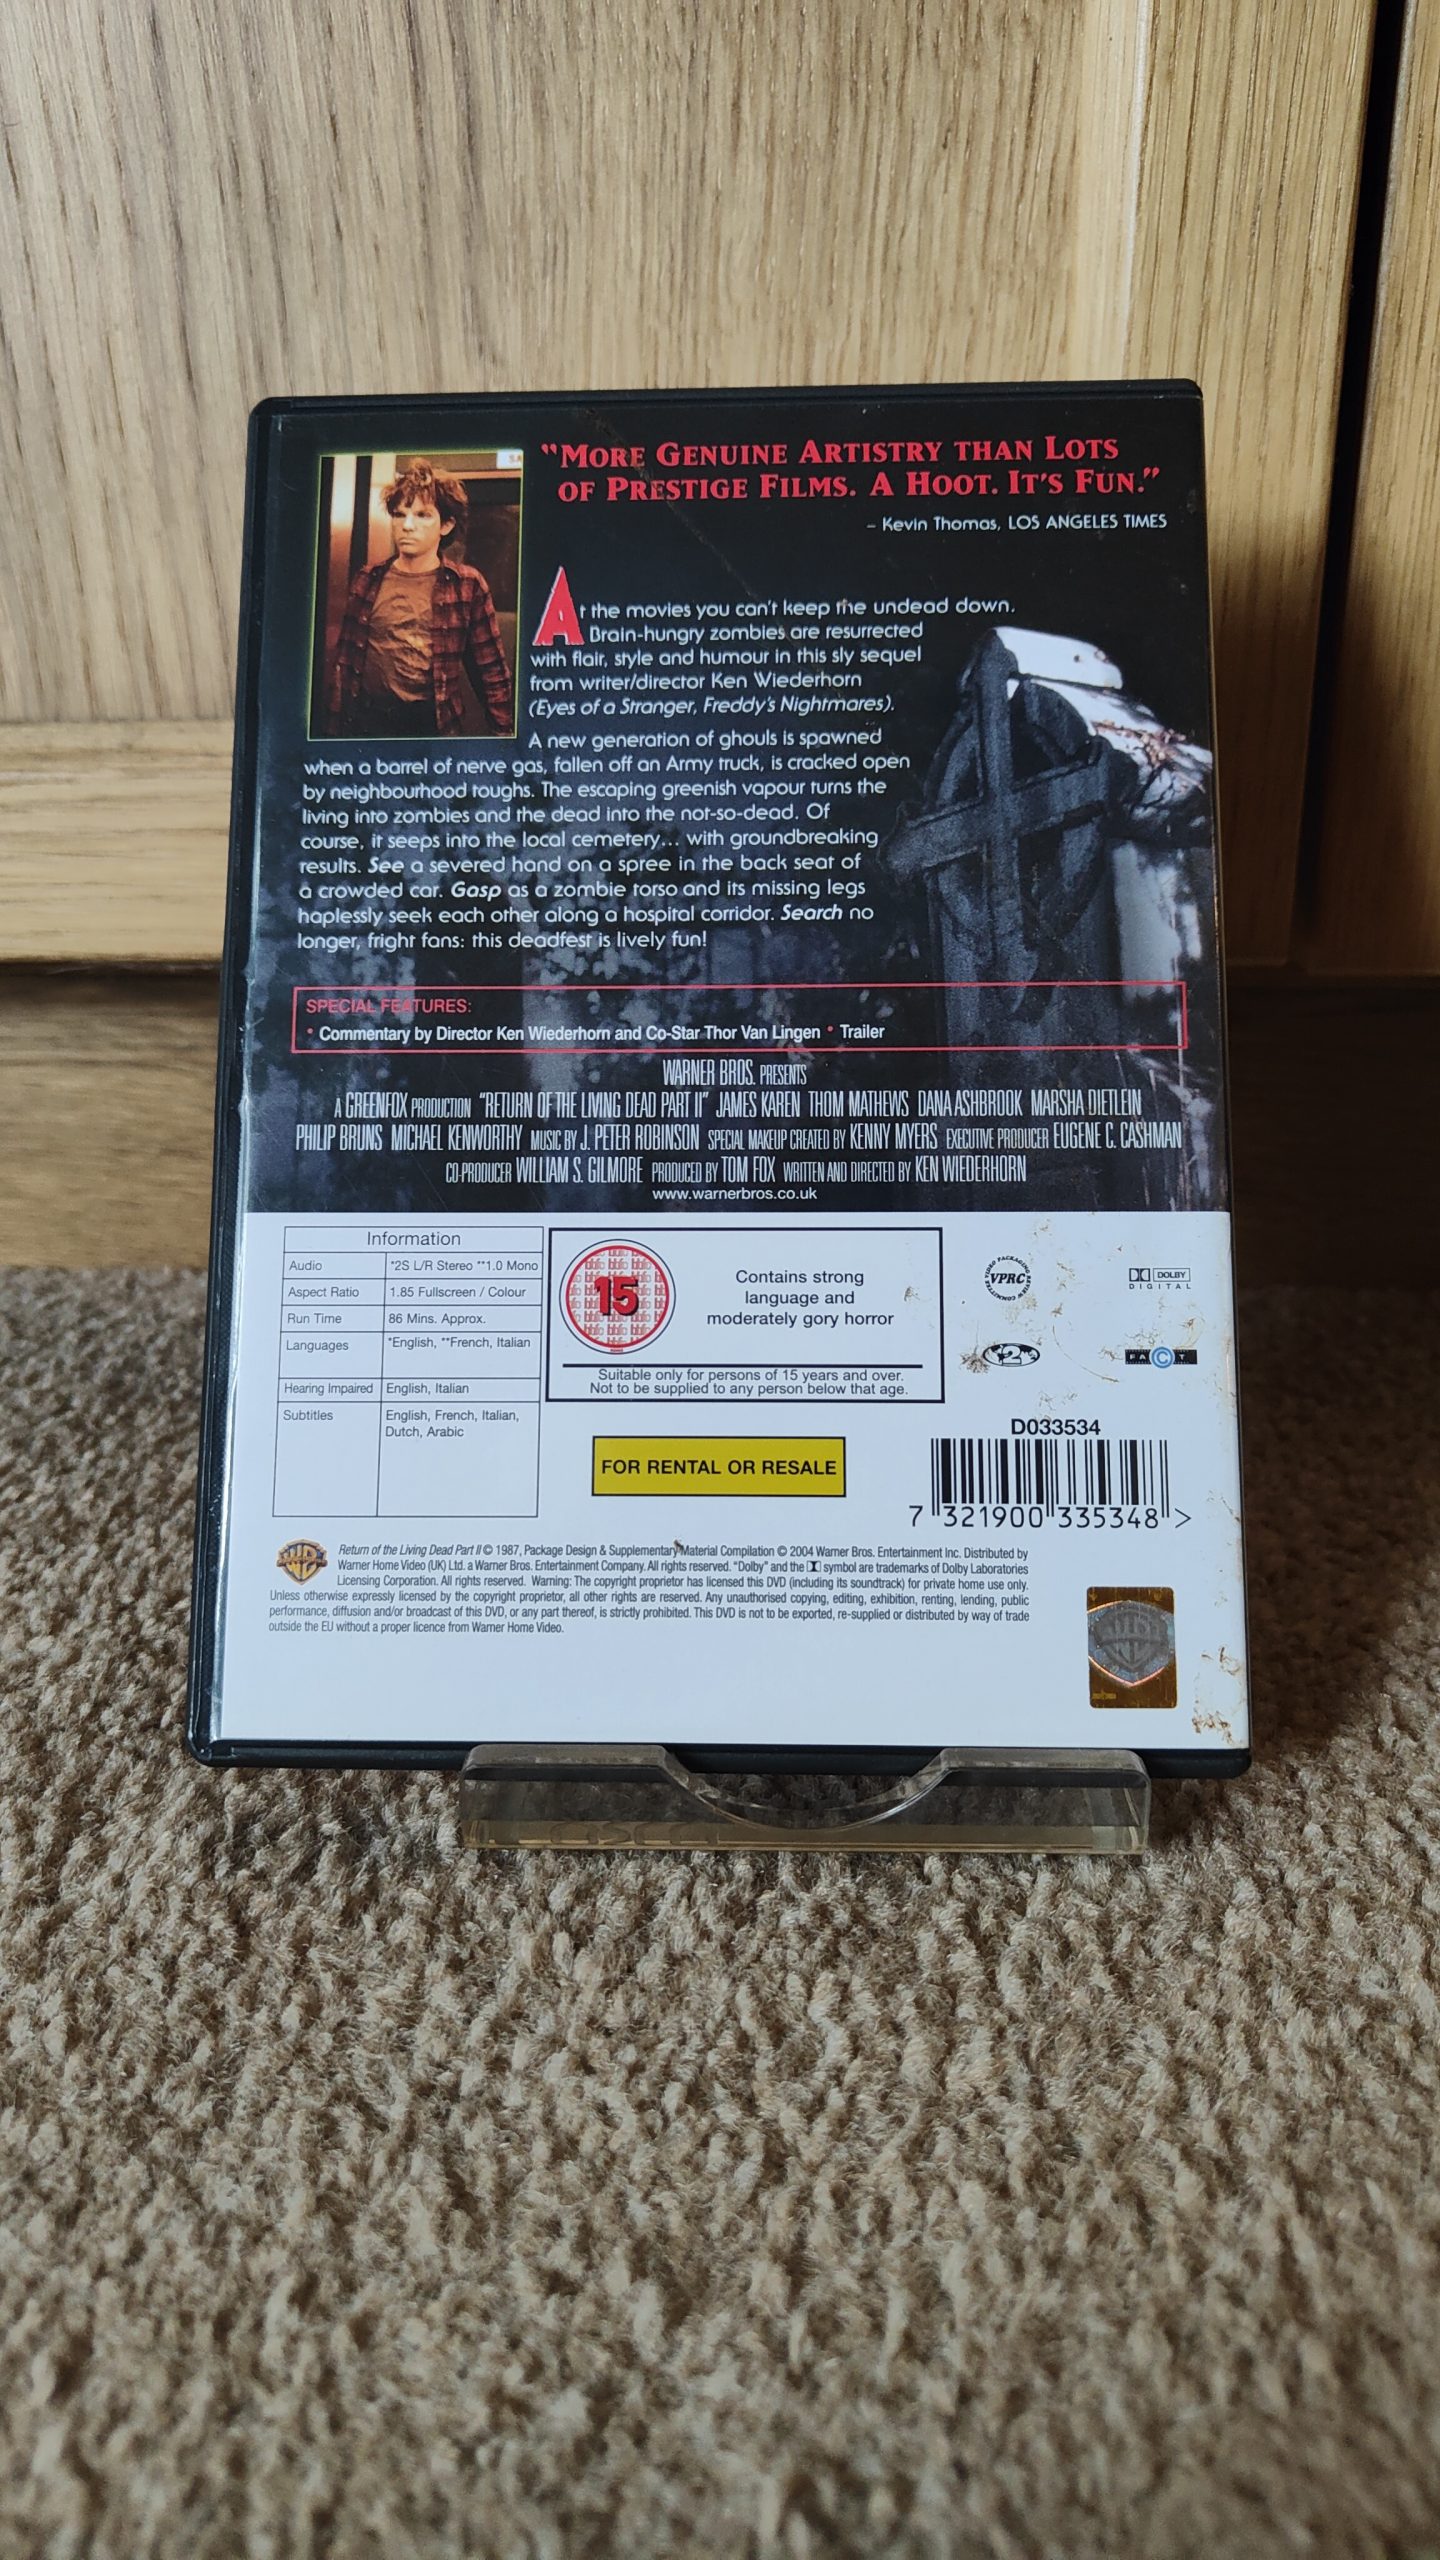 "MORE GENUINE ARTISTRY THAN LOTS
OF PRESTIGE FILMS. A HOOT. IT'S FUN."
– Kevin Thomas, LOS ANGELES TIMES
At the movies you can't keep the undead down.
Brain-hungry zombies are resurrected
with flair, style and humour in this sly sequel
from writer/director Ken Wiederhorn
(Eyes of a Stranger, Freddy's Nightmares).
A new generation of ghouls is spawned
when a barrel of nerve gas, fallen off an Army truck, is cracked open
by neighbourhood toughs. The escaping greenish vapour turns the
living into zombies and the dead into the not-so-dead. Of
course, it seeps into the local cemetery... with groundbreaking
results. See a severed hand on a spree in the back seat of
a crowded car. Gasp as a zombie torso and its missing legs
haplessly seek each other along a hospital corridor. Search no
longer, fright fans: this deadfest is lively fun!
SPECIAL FEATURES:
• Commentary by Director Ken Wiederhorn and Co-Star Thor Van Lingen • Trailer
WARNER BROS. PRESENTS
A GREENFOX PRODUCTION "RETURN OF THE LIVING DEAD PART II" JAMES KAREN THOM MATHEWS DANA ASHBROOK MARSHA DIETLEIN
PHILIP BRUNS MICHAEL KENWORTHY MUSIC BY J. PETER ROBINSON SPECIAL MAKEUP CREATED BY KENNY MYERS EXECUTIVE PRODUCER EUGENE C. CASHMAN
CO-PRODUCER WILLIAM S. GILMORE PRODUCED BY TOM FOX WRITTEN AND DIRECTED BY KEN WIEDERHORN
www.warnerbros.co.uk
Information
Audio *2S L/R Stereo **1.0 Mono
Aspect Ratio 1.85 Fullscreen / Colour
Run Time 86 Mins. Approx.
Languages *English, **French, Italian
Hearing Impaired English, Italian
Subtitles English, French, Italian,
Dutch, Arabic
15
Contains strong
language and
moderately gory horror
Suitable only for persons of 15 years and over.
Not to be supplied to any person below that age.
FOR RENTAL OR RESALE
VIDEO PACKAGING REVIEW COMMITTEE
VPRC
DOLBY
DIGITAL
2
FACT
D033534
7 321900 335348 >
Return of the Living Dead Part II © 1987, Package Design & Supplementary Material Compilation © 2004 Warner Bros. Entertainment Inc. Distributed by
Warner Home Video (UK) Ltd. a Warner Bros. Entertainment Company. All rights reserved. "Dolby" and the symbol are trademarks of Dolby Laboratories
Licensing Corporation. All rights reserved. Warning: The copyright proprietor has licensed this DVD (including its soundtrack) for private home use only.
Unless otherwise expressly licensed by the copyright proprietor, all other rights are reserved. Any unauthorised copying, editing, exhibition, renting, lending, public
performance, diffusion and/or broadcast of this DVD, or any part thereof, is strictly prohibited. This DVD is not to be exported, re-supplied or distributed by way of trade
outside the EU without a proper licence from Warner Home Video.